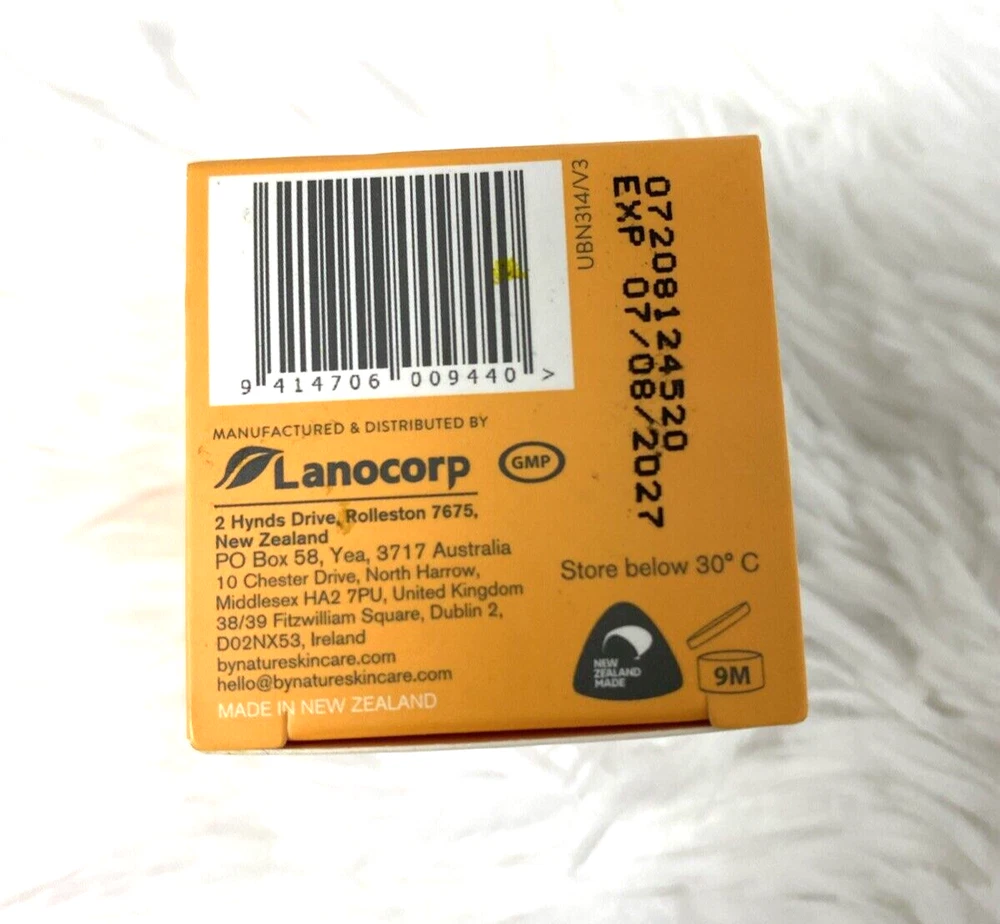 9 414706 009440 >
UBN314/V3
07208124520
EXP 07/08/2027
MANUFACTURED & DISTRIBUTED BY
Lanocorp
GMP
2 Hynds Drive, Rolleston 7675,
New Zealand
PO Box 58, Yea, 3717 Australia
10 Chester Drive, North Harrow,
Middlesex HA2 7PU, United Kingdom
38/39 Fitzwilliam Square, Dublin 2,
D02NX53, Ireland
bynatureskincare.com
hello@bynatureskincare.com
MADE IN NEW ZEALAND
Store below 30° C
NEW
ZEALAND
MADE
9M